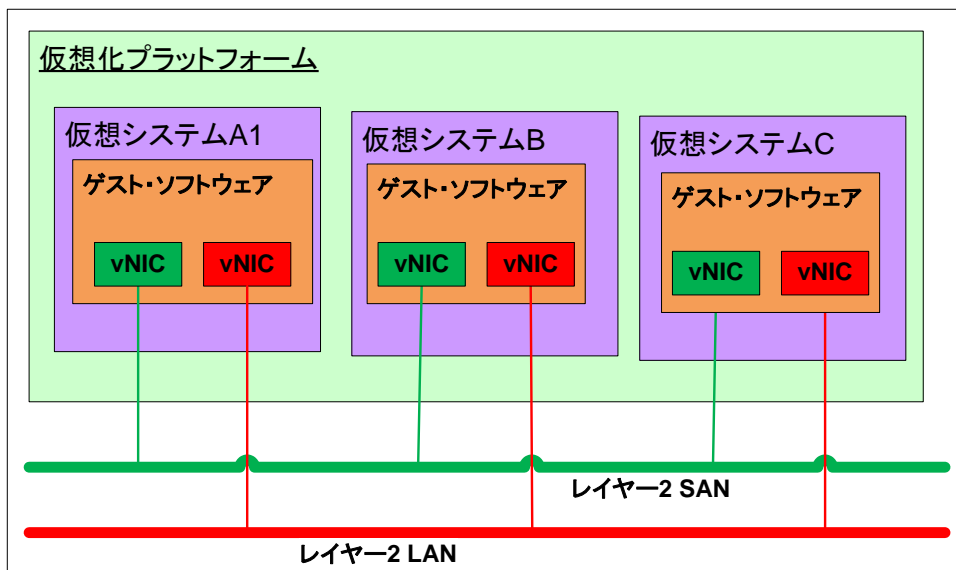 仮想化プラットフォーム
仮想システムA1
仮想システムB
仮想システムC
ゲスト・ソフトウェア
ゲスト・ソフトウェア
ゲスト・ソフトウェア
vNIC
vNIC
vNIC
vNIC
vNIC
vNIC
レイヤー2 SAN
レイヤー2 LAN